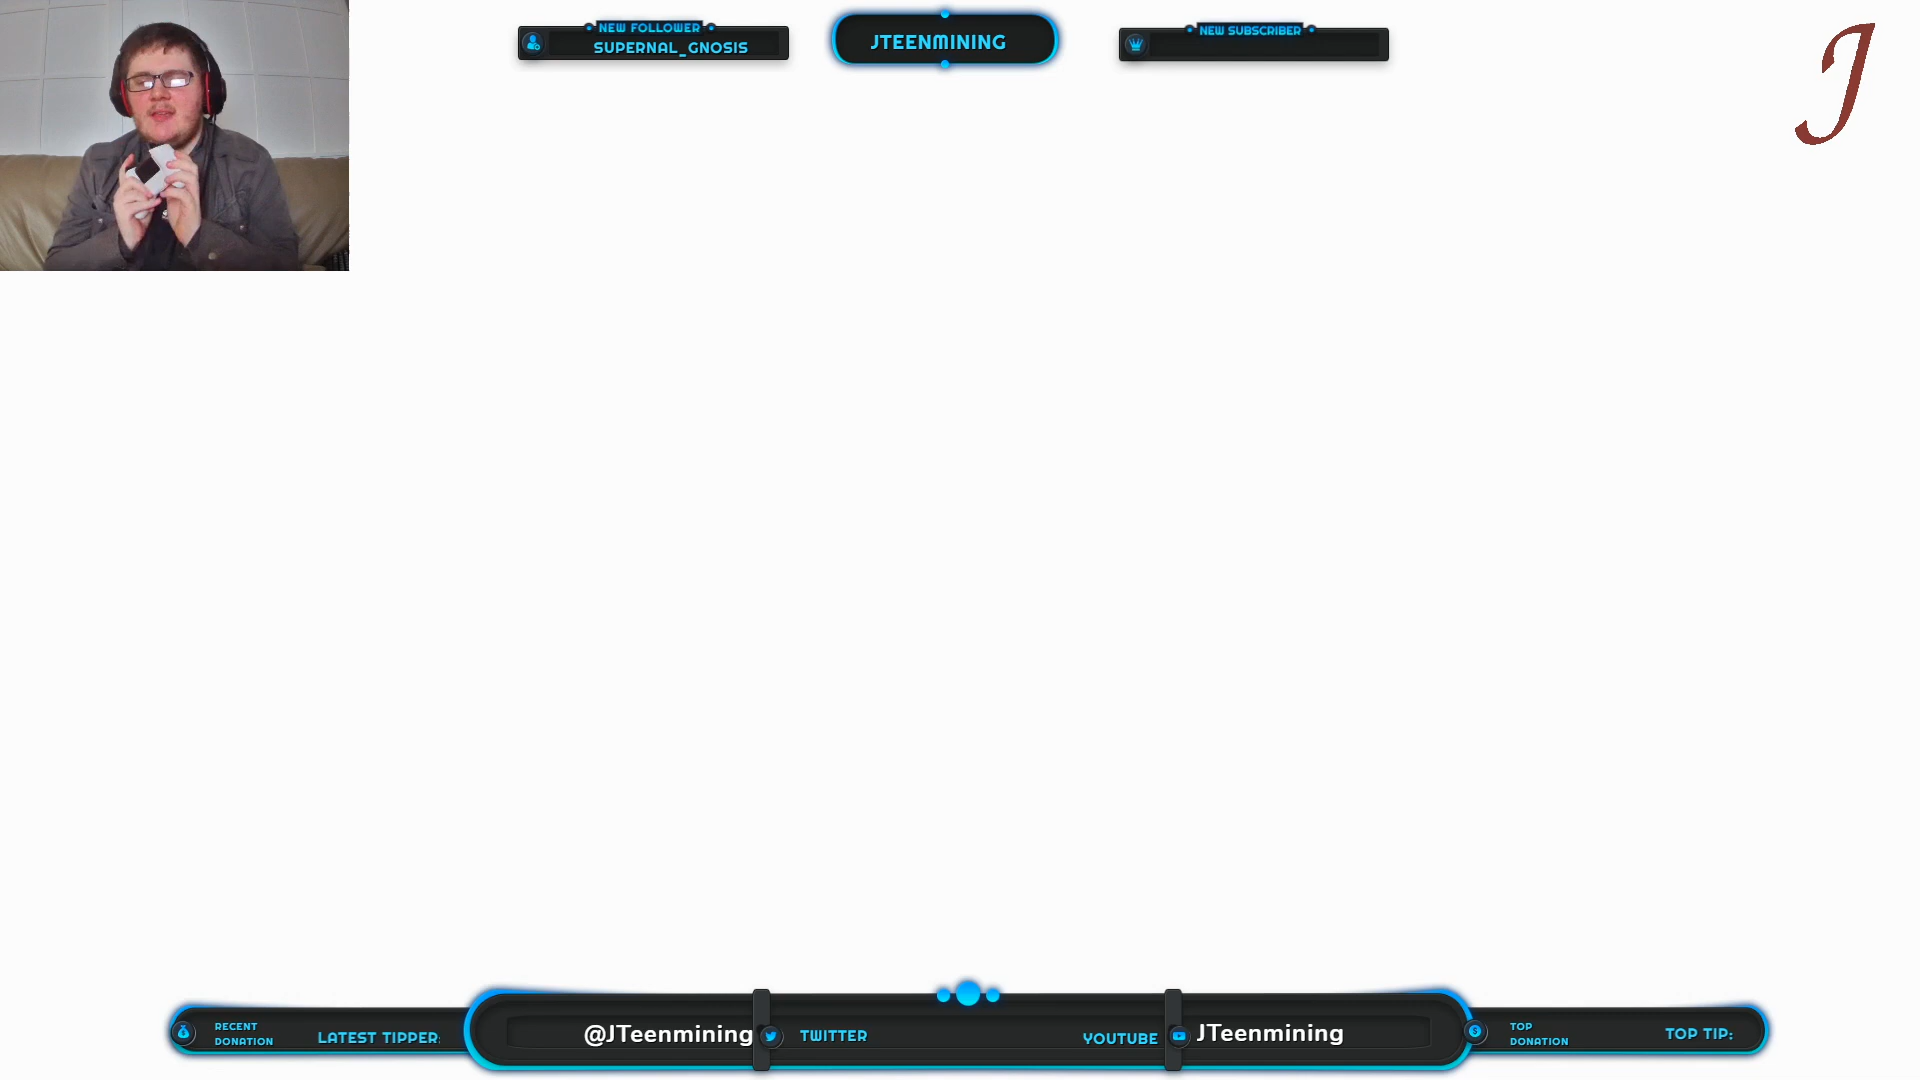 NEW FOLLOWER
SUPERNAL_GNOSIS
JTEENMINING
NEW SUBSCRIBER
J
RECENT
DONATION
LATEST TIPPER:
@JTeenmining
TWITTER
YOUTUBE
JTeenmining
TOP
DONATION
TOP TIP: